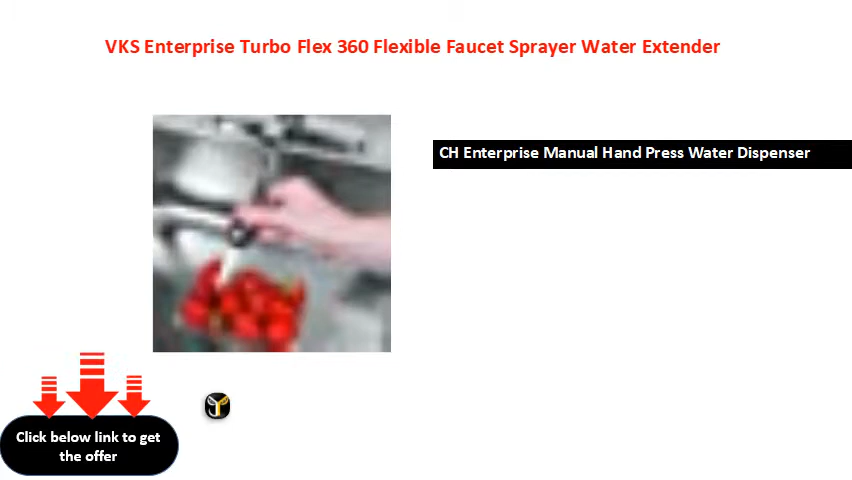 VKS Enterprise Turbo Flex 360 Flexible Faucet Sprayer Water Extender
CH Enterprise Manual Hand Press Water Dispenser
Click below link to get
the offer